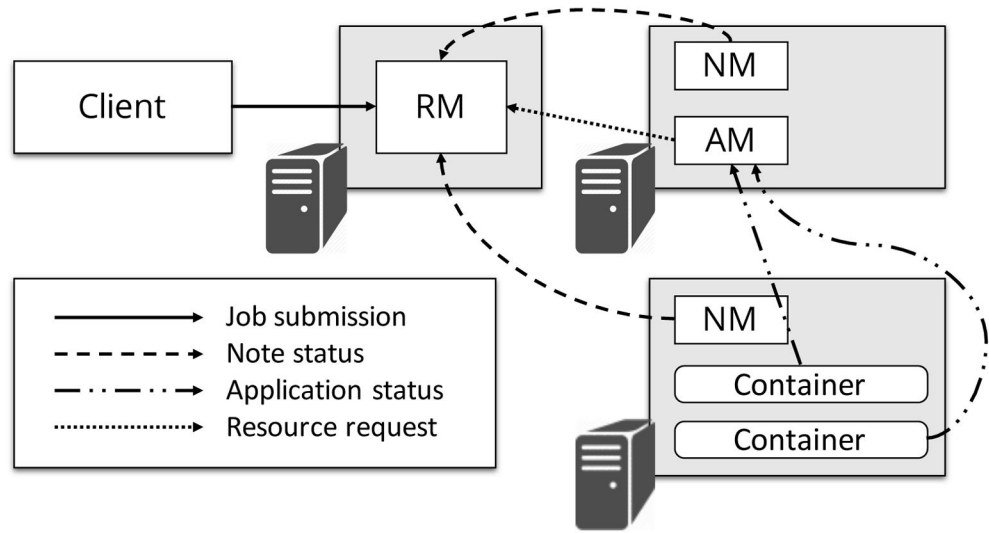 Client
RM
NM
AM
NM
Container
Container
Job submission
Note status
Application status
Resource request